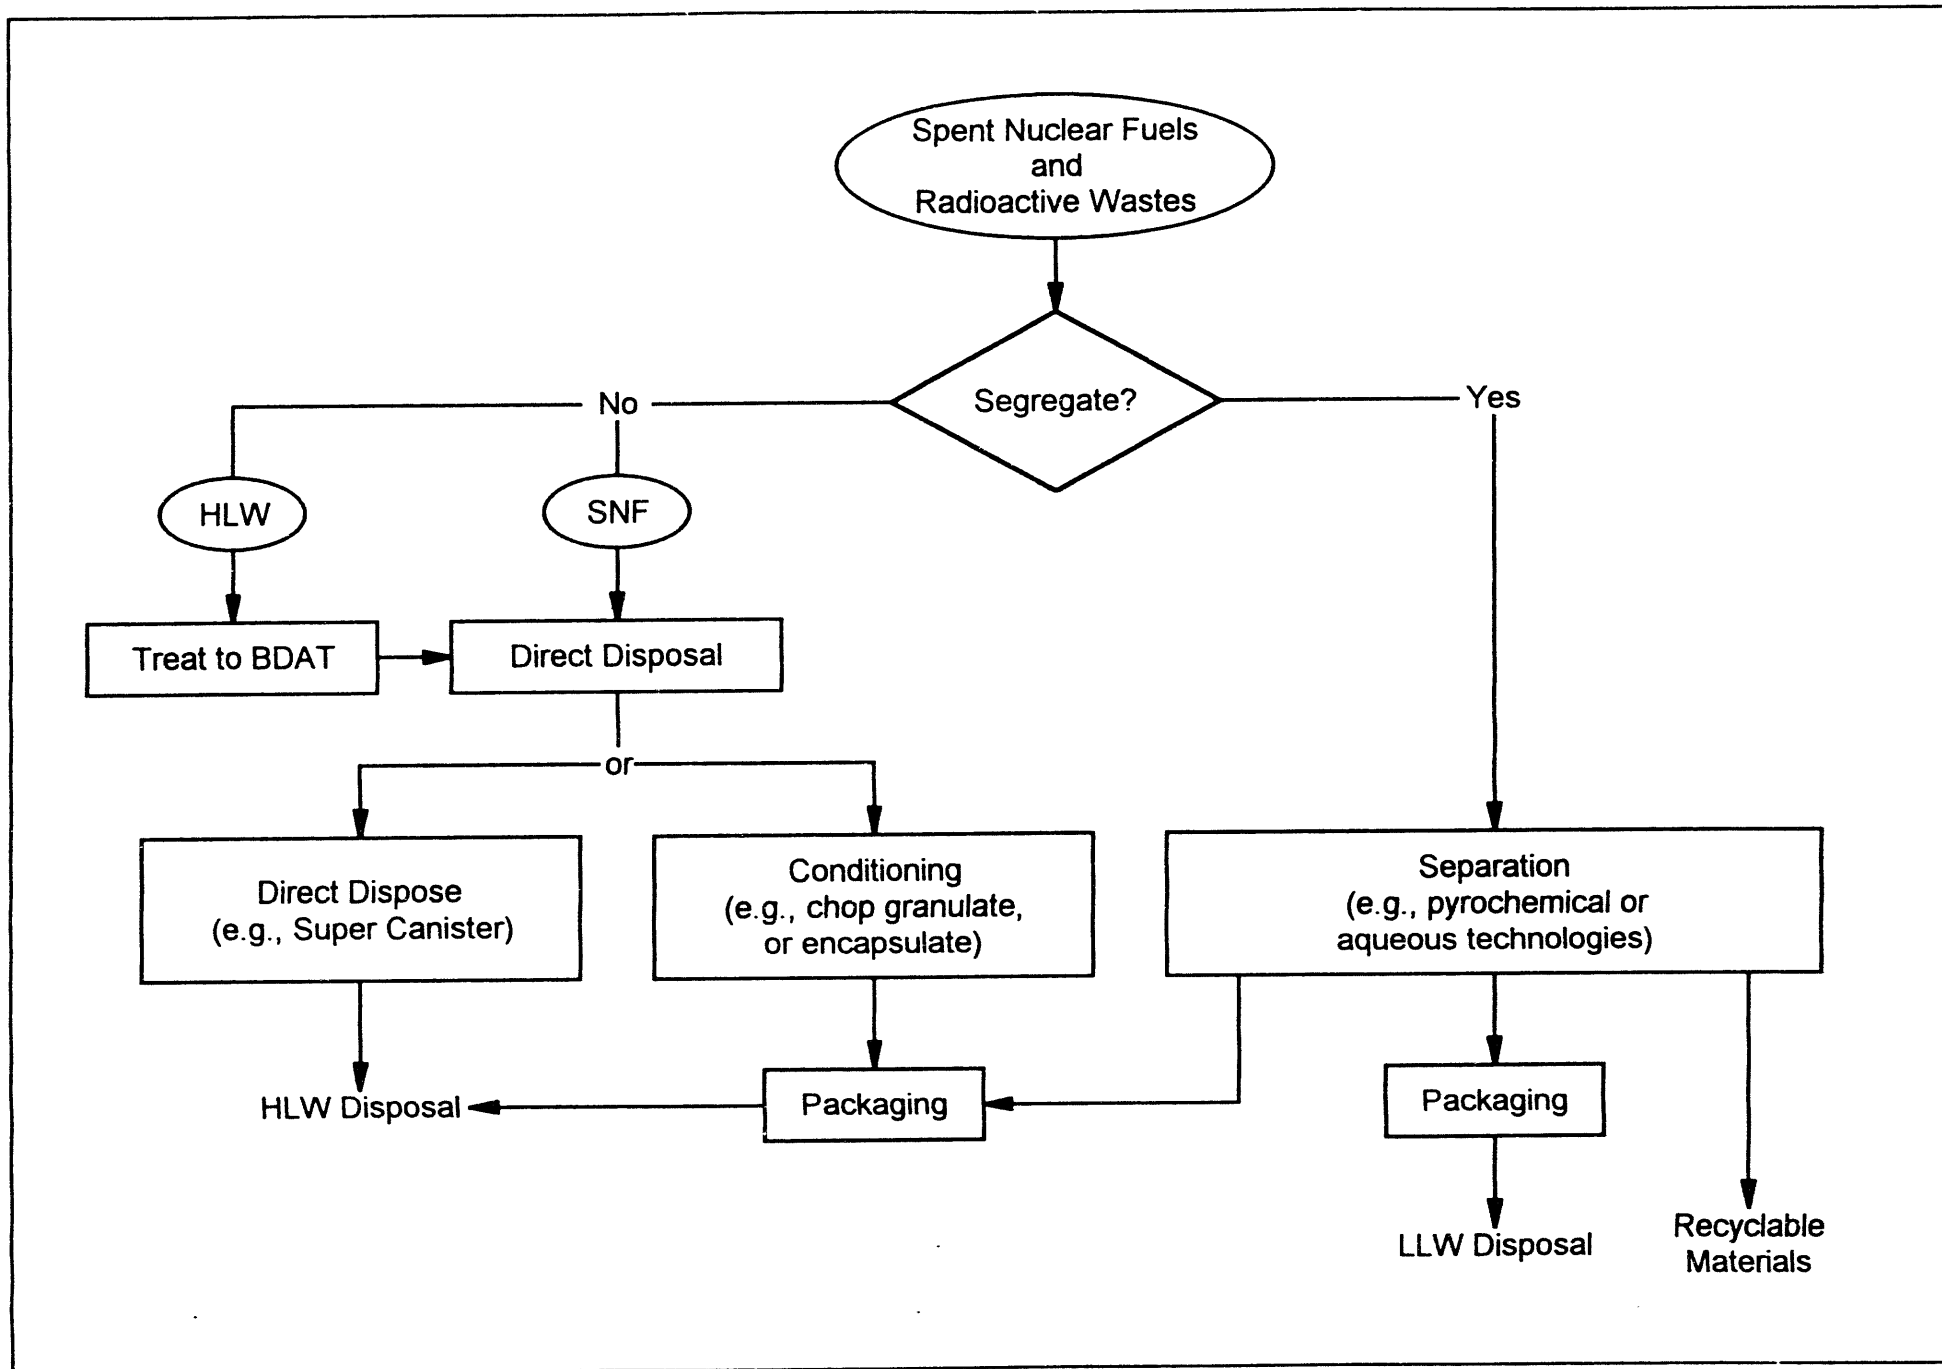 Spent Nuclear Fuels
and
Radioactive Wastes
Segregate?
No
Yes
HLW
SNF
Treat to BDAT
Direct Disposal
or
Direct Dispose
(e.g., Super Canister)
Conditioning
(e.g., chop granulate,
or encapsulate)
Separation
(e.g., pyrochemical or
aqueous technologies)
HLW Disposal
Packaging
Packaging
LLW Disposal
Recyclable
Materials